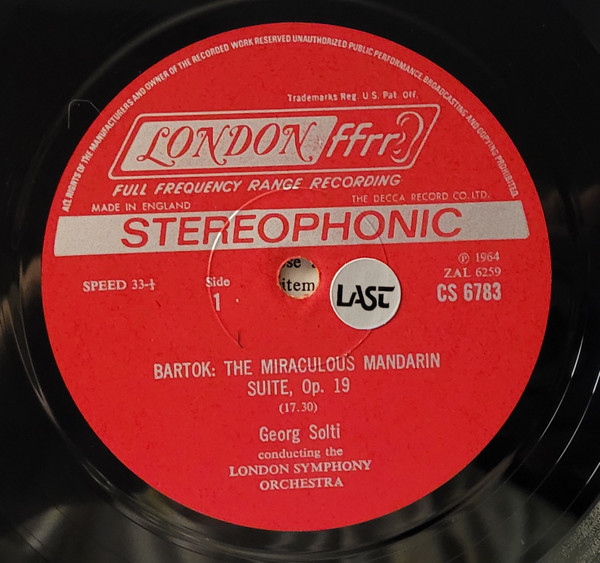 ALL RIGHTS OF THE MANUFACTURERS AND OWNER OF THE RECORDED WORK RESERVED UNAUTHORIZED PUBLIC PERFORMANCE, BROADCASTING AND COPYING PROHIBITED
Trademarks Reg. U.S. Pat. Off.
LONDON ffrr
FULL FREQUENCY RANGE RECORDING
MADE IN ENGLAND
THE DECCA RECORD CO. LTD.
STEREOPHONIC
SPEED 33-⅓
Side
1
se
item
LAST
℗ 1964
ZAL 6259
CS 6783
BARTOK: THE MIRACULOUS MANDARIN
SUITE, Op. 19
(17.30)
Georg Solti
conducting the
LONDON SYMPHONY
ORCHESTRA